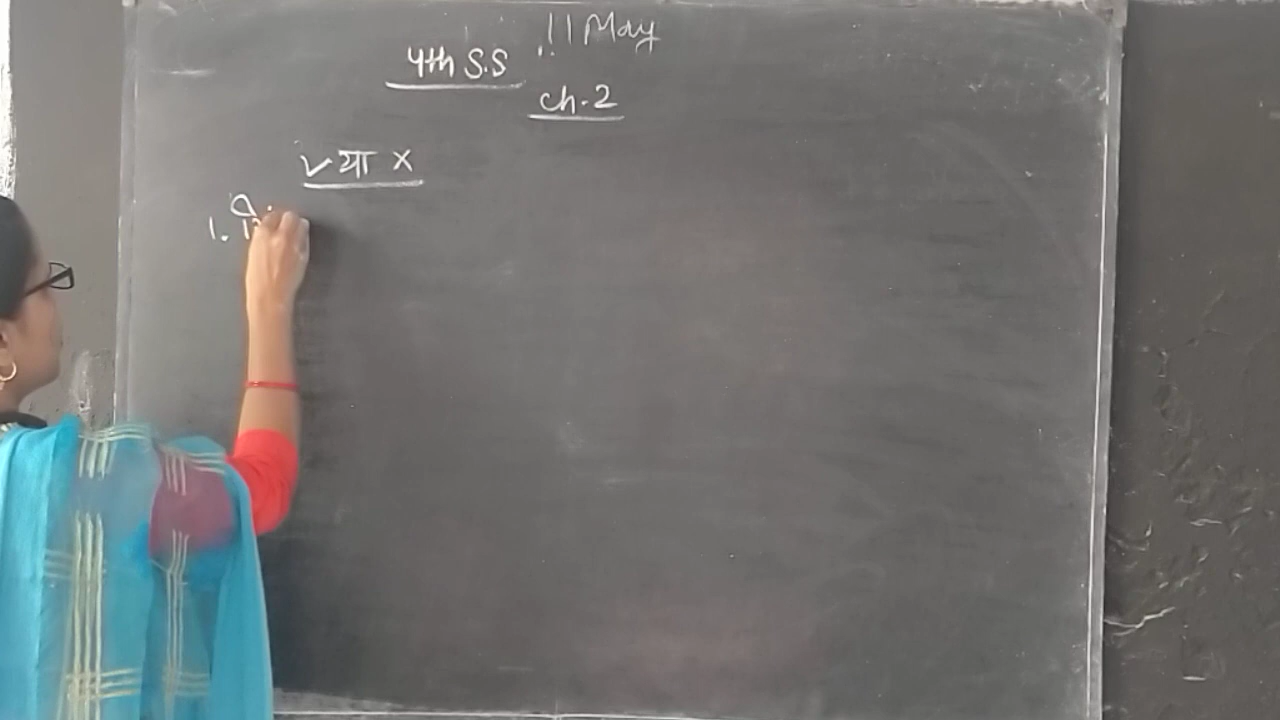 11 May
4th S.S
ch.2
✓ या ×
1.